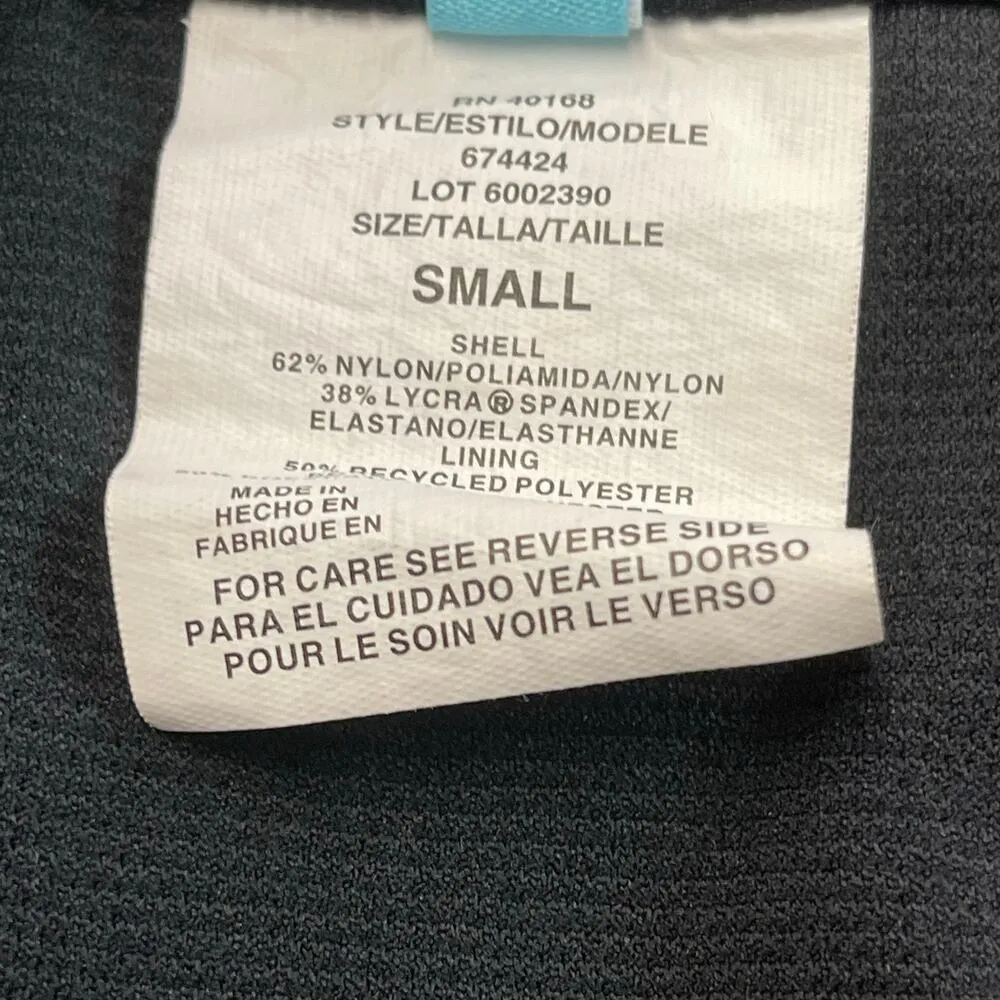 RN 40168
STYLE/ESTILO/MODELE
674424
LOT 6002390
SIZE/TALLA/TAILLE
SMALL
SHELL
62% NYLON/POLIAMIDA/NYLON
38% LYCRA® SPANDEX/
ELASTANO/ELASTHANNE
LINING
50% RECYCLED POLYESTER
MADE IN
HECHO EN
FABRIQUE EN
FOR CARE SEE REVERSE SIDE
PARA EL CUIDADO VEA EL DORSO
POUR LE SOIN VOIR LE VERSO